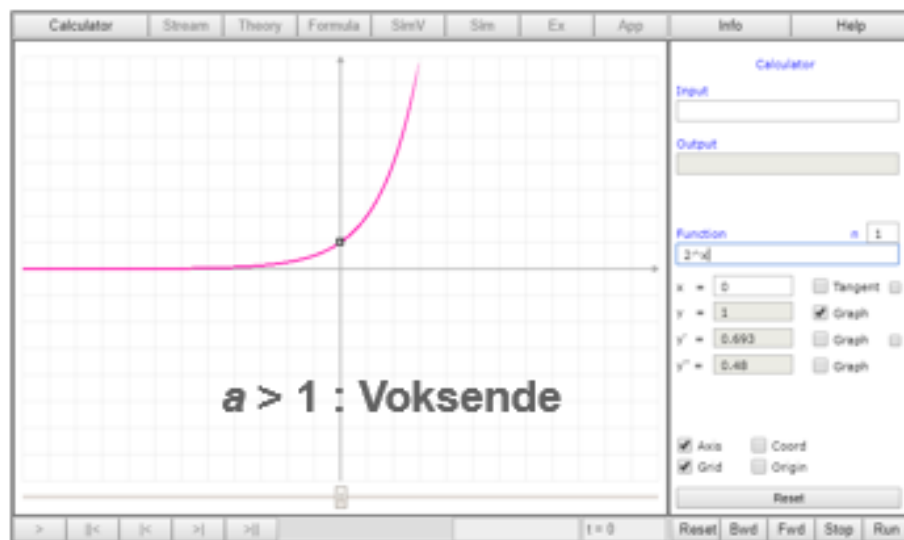 Calculator Stream Theory Formula SimV Sim Ex App Info Help
Calculator
Input
Output
Function n 1
2^x
x = 0 Tangent
y = 1 Graph
y' = 0.693 Graph
y'' = 0.48 Graph
a > 1 : Voksende
Axis Coord
Grid Origin
Reset
> ||< |< >| >|| t = 0 Reset Bwd Fwd Stop Run